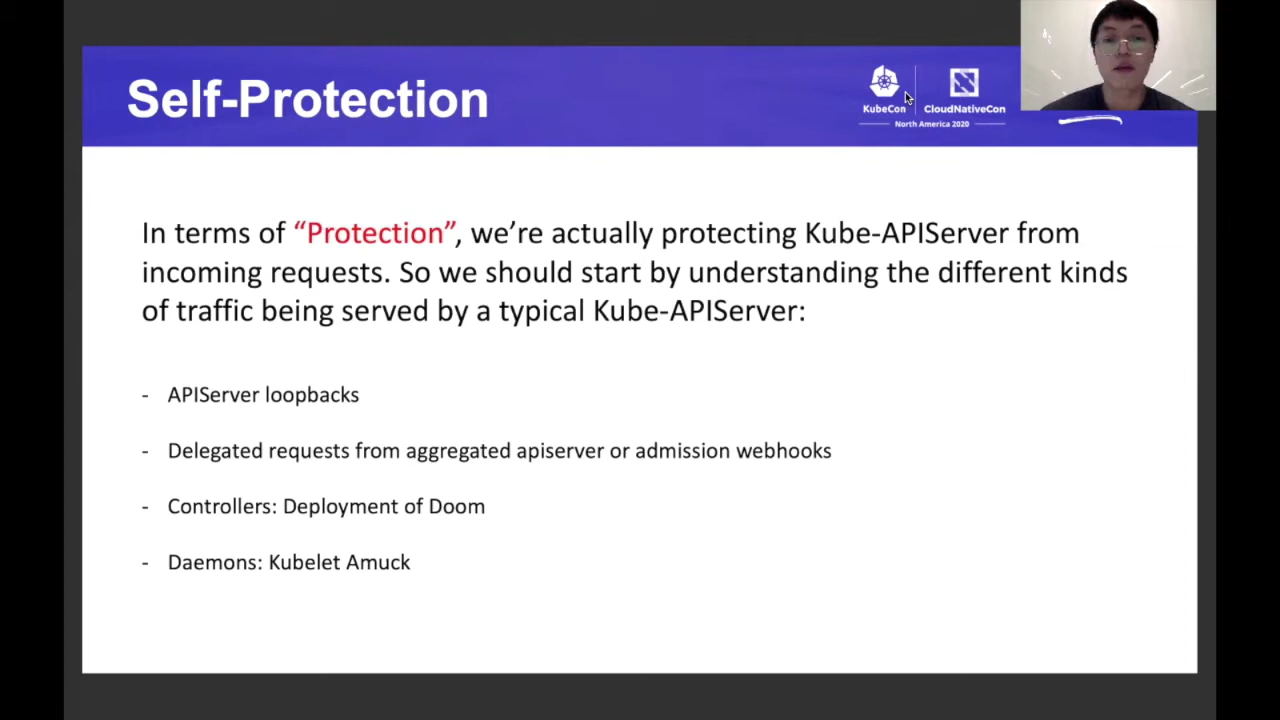 Self-Protection
KubeCon
CloudNativeCon
North America 2020
In terms of “Protection”, we’re actually protecting Kube-APIServer from
incoming requests. So we should start by understanding the different kinds
of traffic being served by a typical Kube-APIServer:
- APIServer loopbacks
- Delegated requests from aggregated apiserver or admission webhooks
- Controllers: Deployment of Doom
- Daemons: Kubelet Amuck